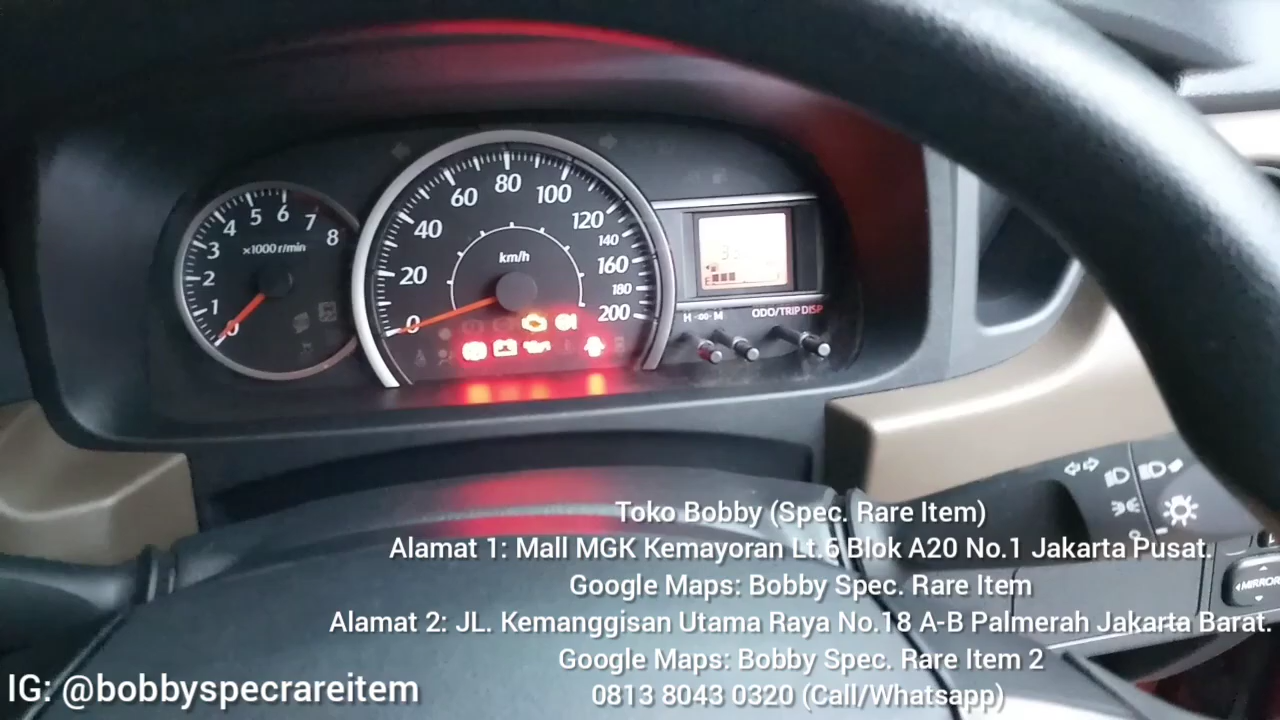 5 6 7 8
4
3
2
1
0
×1000 r/min
0 20 40 60 80 100 120 140 160 180 200
km/h
E
H M ODO/TRIP DISP
MIRROR
Toko Bobby (Spec. Rare Item)
Alamat 1: Mall MGK Kemayoran Lt.6 Blok A20 No.1 Jakarta Pusat.
Google Maps: Bobby Spec. Rare Item
Alamat 2: JL. Kemanggisan Utama Raya No.18 A-B Palmerah Jakarta Barat.
Google Maps: Bobby Spec. Rare Item 2
0813 8043 0320 (Call/Whatsapp)
IG: @bobbyspecrareitem